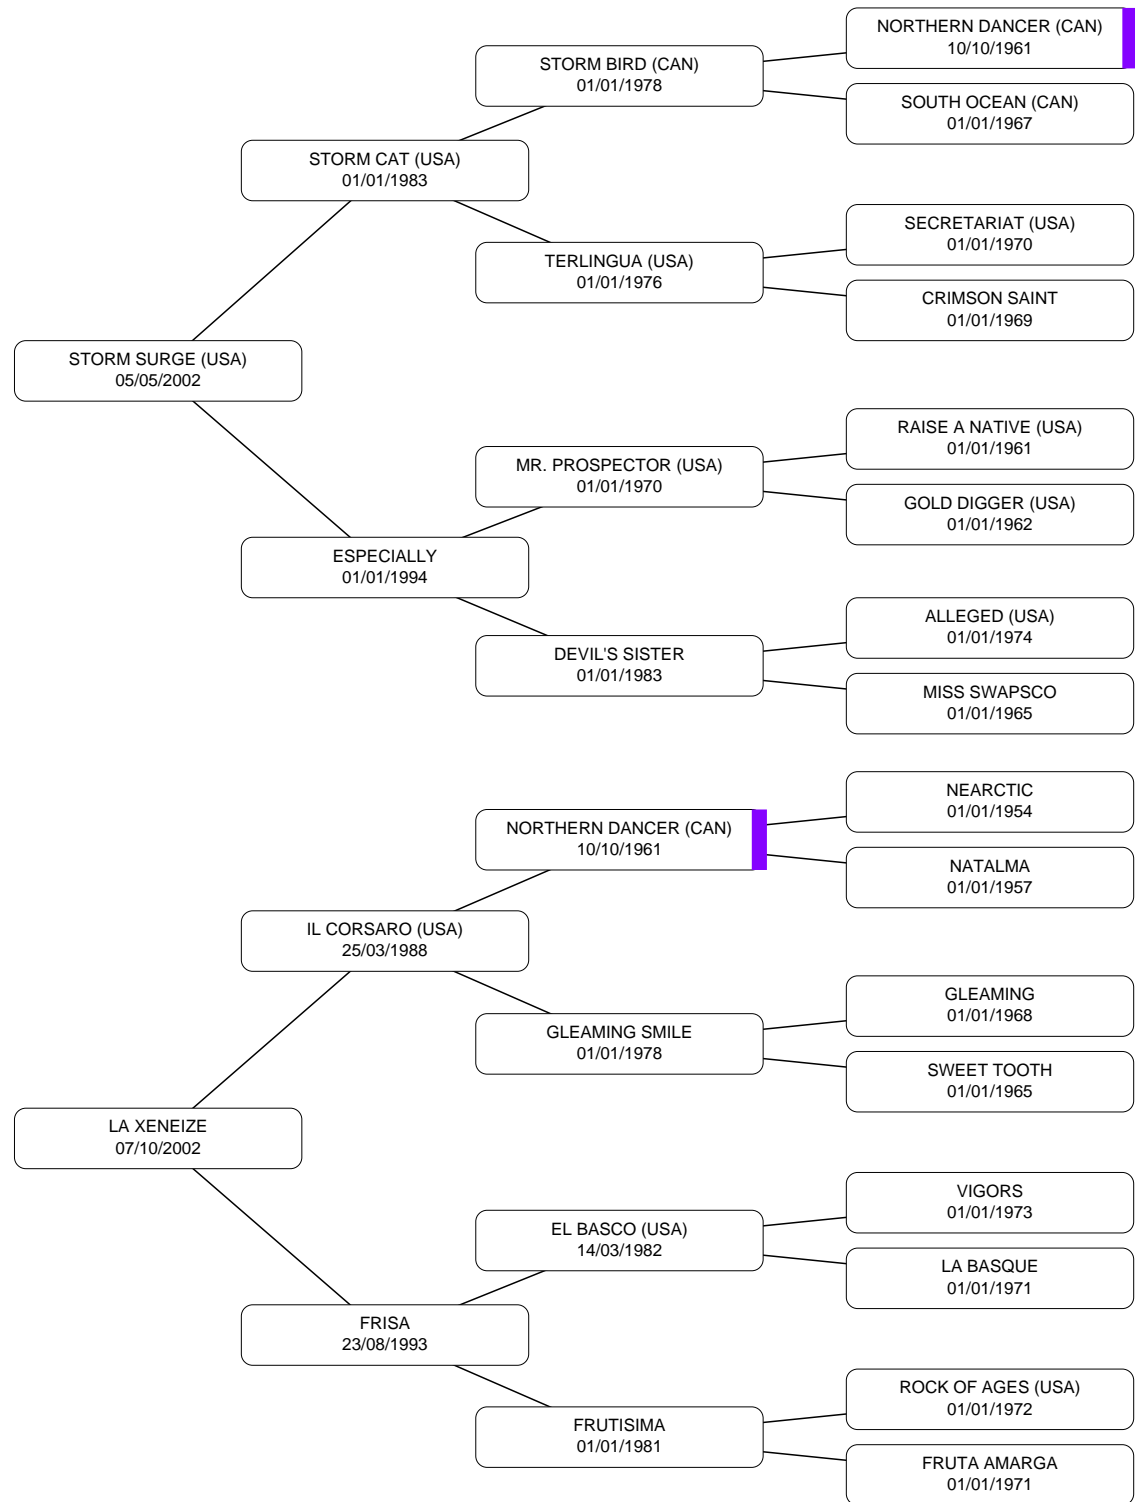 NORTHERN DANCER (CAN)
10/10/1961
STORM BIRD (CAN)
01/01/1978
SOUTH OCEAN (CAN)
01/01/1967
STORM CAT (USA)
01/01/1983
SECRETARIAT (USA)
01/01/1970
TERLINGUA (USA)
01/01/1976
CRIMSON SAINT
01/01/1969
STORM SURGE (USA)
05/05/2002
RAISE A NATIVE (USA)
01/01/1961
MR. PROSPECTOR (USA)
01/01/1970
GOLD DIGGER (USA)
01/01/1962
ESPECIALLY
01/01/1994
ALLEGED (USA)
01/01/1974
DEVIL'S SISTER
01/01/1983
MISS SWAPSCO
01/01/1965
NEARCTIC
01/01/1954
NORTHERN DANCER (CAN)
10/10/1961
NATALMA
01/01/1957
IL CORSARO (USA)
25/03/1988
GLEAMING
01/01/1968
GLEAMING SMILE
01/01/1978
SWEET TOOTH
01/01/1965
LA XENEIZE
07/10/2002
VIGORS
01/01/1973
EL BASCO (USA)
14/03/1982
LA BASQUE
01/01/1971
FRISA
23/08/1993
ROCK OF AGES (USA)
01/01/1972
FRUTISIMA
01/01/1981
FRUTA AMARGA
01/01/1971